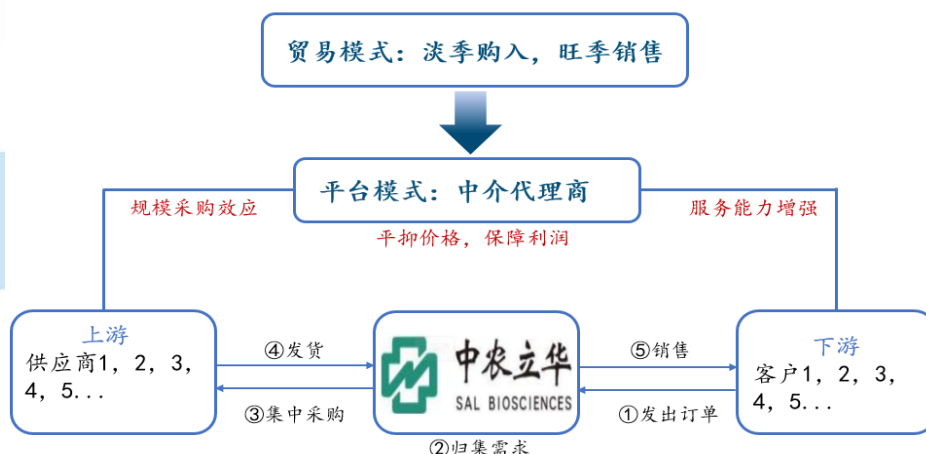 贸易模式：淡季购入，旺季销售
平台模式：中介代理商
规模采购效应
服务能力增强
平抑价格，保障利润
上游
供应商1，2，3，
4，5...
④发货
③集中采购
中农立华
SAL BIOSCIENCES
②归集需求
⑤销售
①发出订单
下游
客户1，2，3，
4，5...